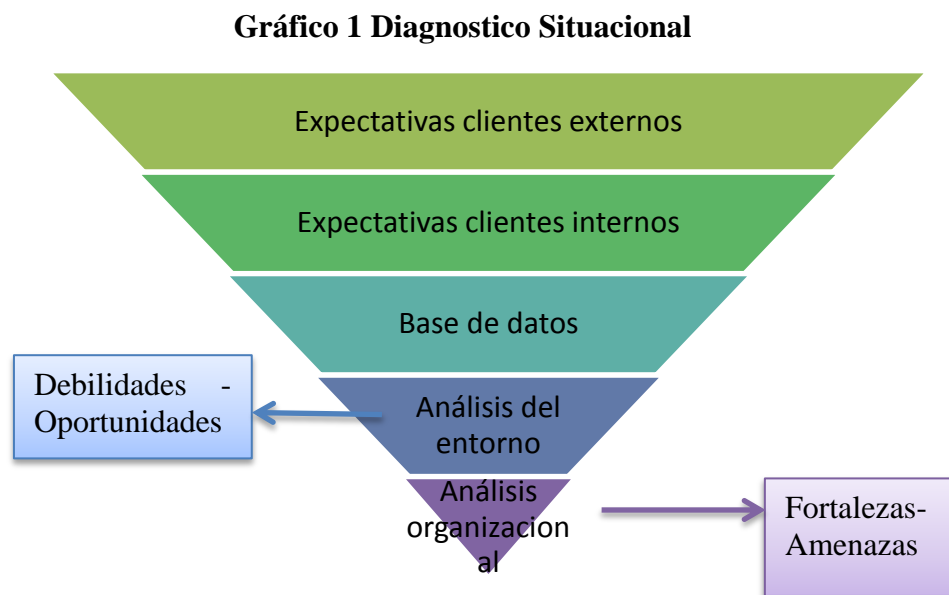 Gráfico 1 Diagnostico Situacional
Expectativas clientes externos
Expectativas clientes internos
Base de datos
Debilidades -
Oportunidades
Análisis del
entorno
Análisis
organizacion
al
Fortalezas-
Amenazas